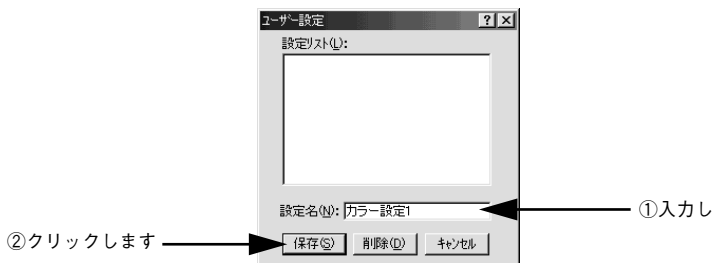 ユーザー設定
設定リスト(L):
設定名(N): カラー設定1
①入力し
②クリックします
保存(S) 削除(D) キャンセル